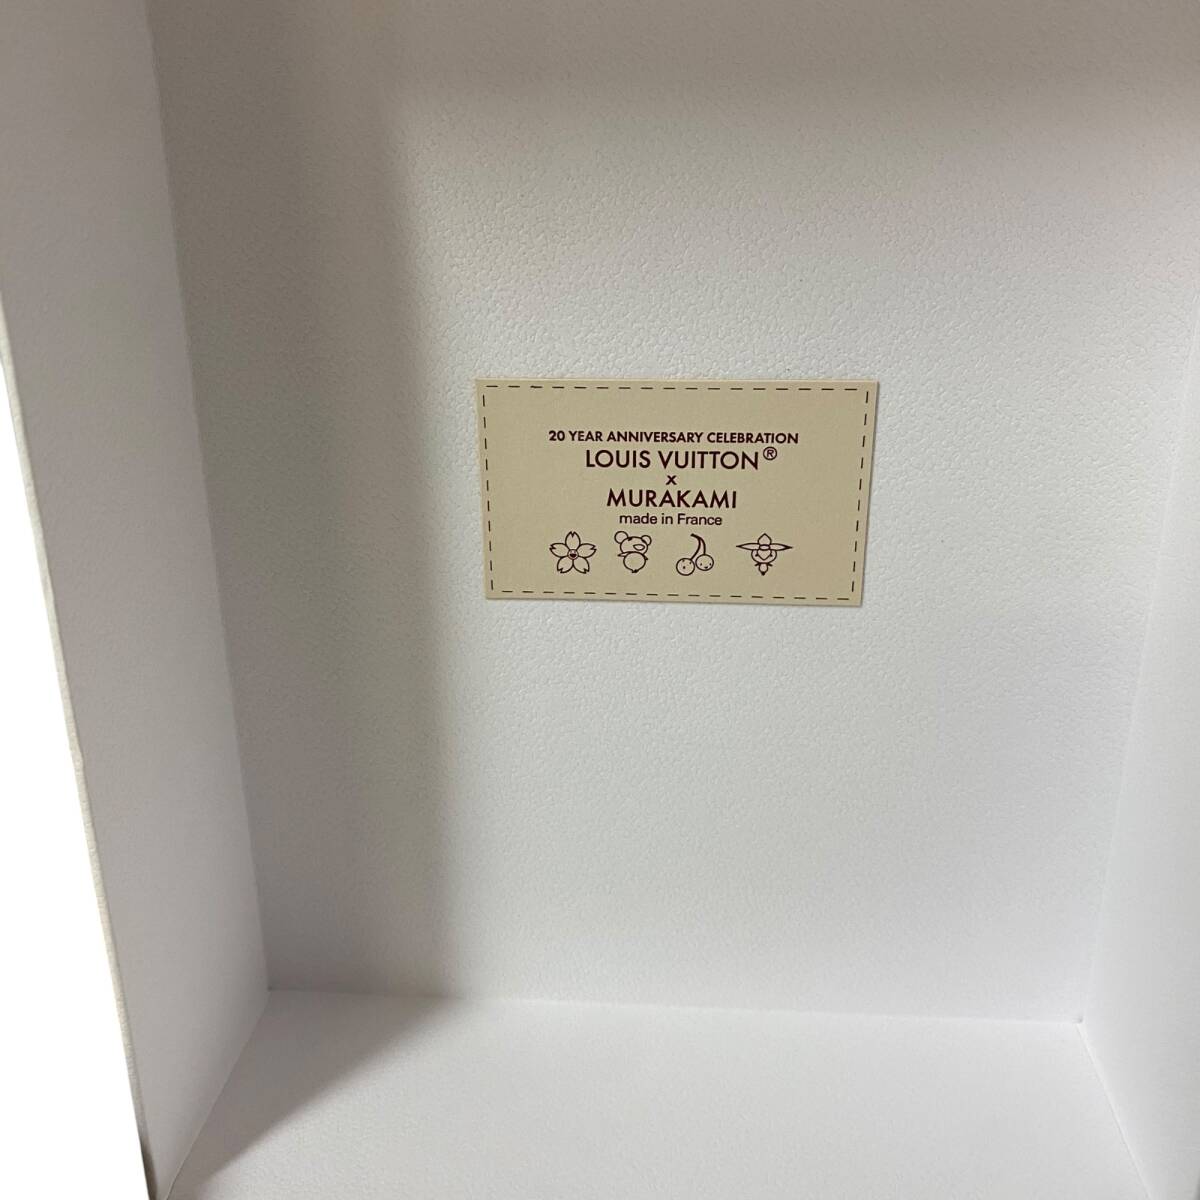 20 YEAR ANNIVERSARY CELEBRATION
LOUIS VUITTON®
x
MURAKAMI
made in France